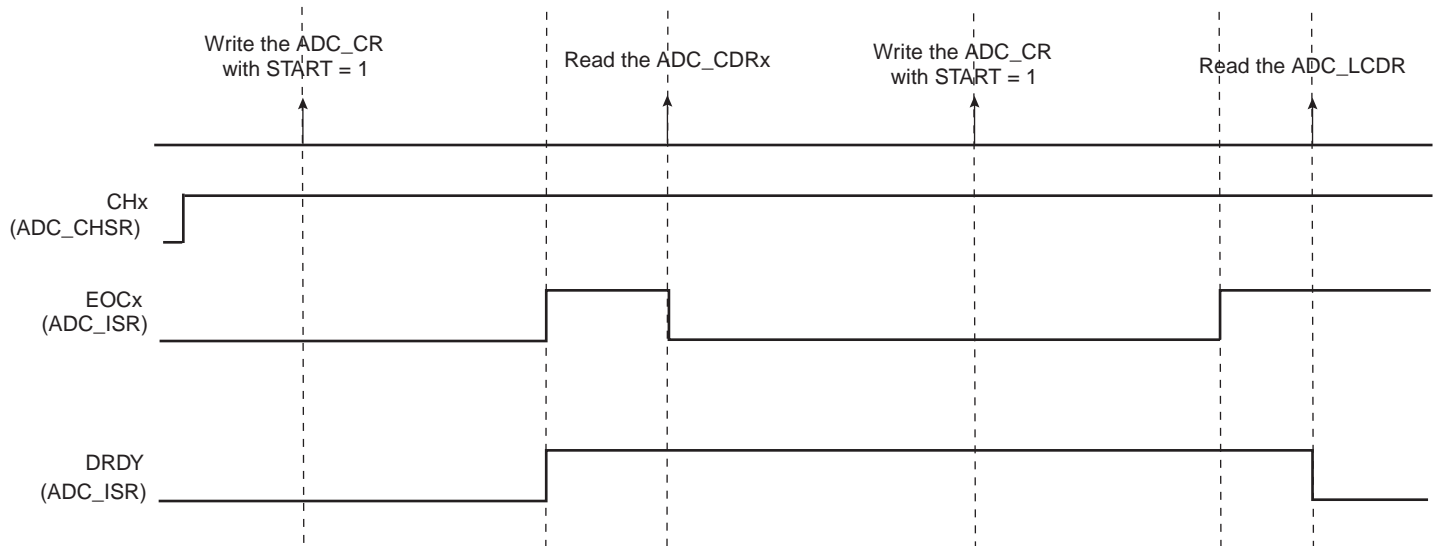 Write the ADC_CR
with START = 1
Read the ADC_CDRx
Write the ADC_CR
with START = 1
Read the ADC_LCDR
CHx
(ADC_CHSR)
EOCx
(ADC_ISR)
DRDY
(ADC_ISR)